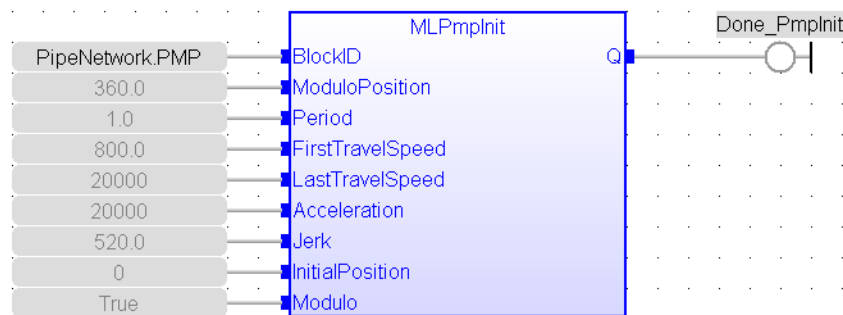 MLPmpInit
Done_PmpInit
PipeNetwork.PMP BlockID Q
360.0 ModuloPosition
1.0 Period
800.0 FirstTravelSpeed
20000 LastTravelSpeed
20000 Acceleration
520.0 Jerk
0 InitialPosition
True Modulo